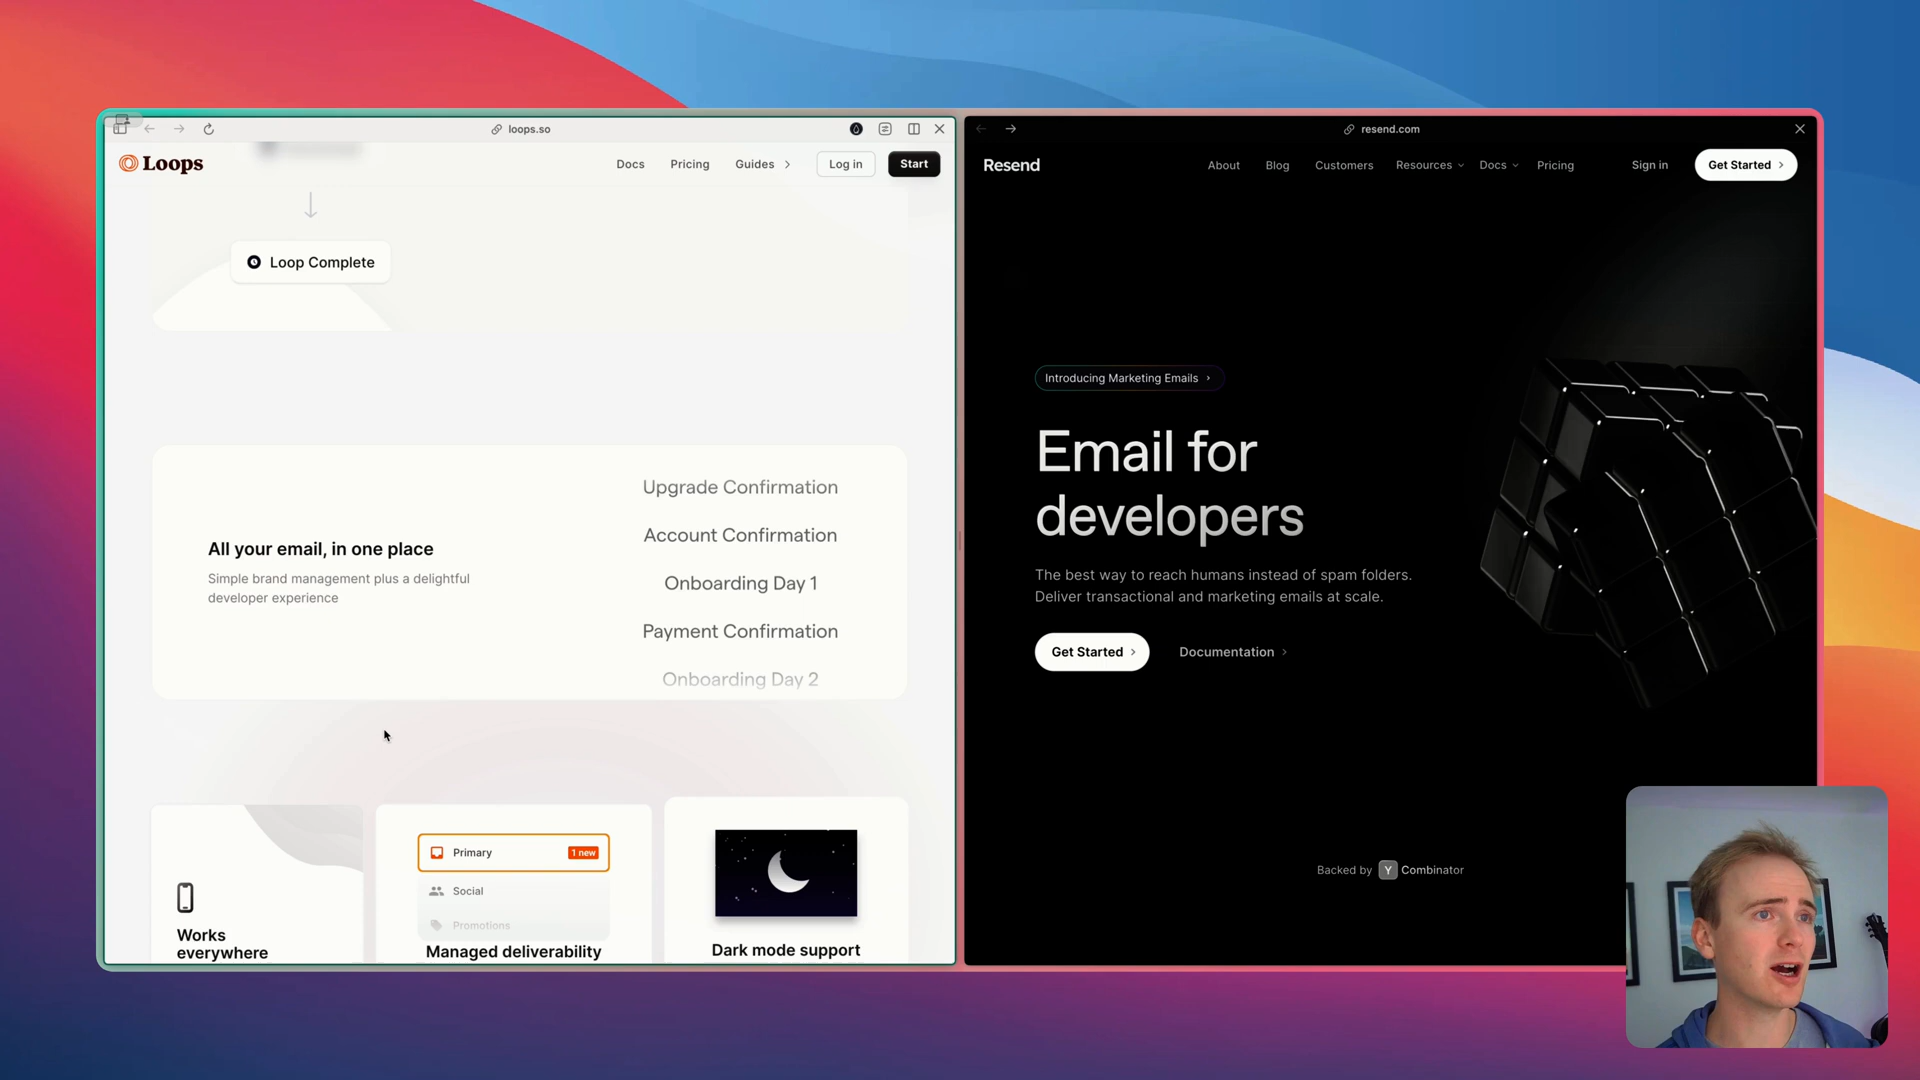 loops.so
Loops
Docs
Pricing
Guides
Log in
Start
Loop Complete
All your email, in one place
Simple brand management plus a delightful
developer experience
Upgrade Confirmation
Account Confirmation
Onboarding Day 1
Payment Confirmation
Onboarding Day 2
Works
everywhere
Primary
1 new
Social
Promotions
Managed deliverability
Dark mode support
resend.com
Resend
About
Blog
Customers
Resources
Docs
Pricing
Sign in
Get Started
Introducing Marketing Emails
Email for
developers
The best way to reach humans instead of spam folders.
Deliver transactional and marketing emails at scale.
Get Started
Documentation
Backed by Y Combinator